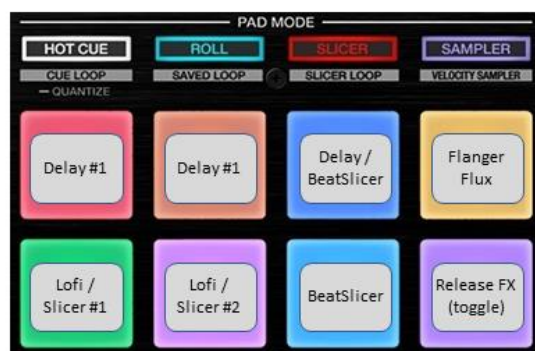 PAD MODE
HOT CUE
ROLL
SLICER
SAMPLER
CUE LOOP
SAVED LOOP
SLICER LOOP
VELOCITY SAMPLER
– QUANTIZE
Delay #1
Delay #1
Delay /
BeatSlicer
Flanger
Flux
Lofi /
Slicer #1
Lofi /
Slicer #2
BeatSlicer
Release FX
(toggle)